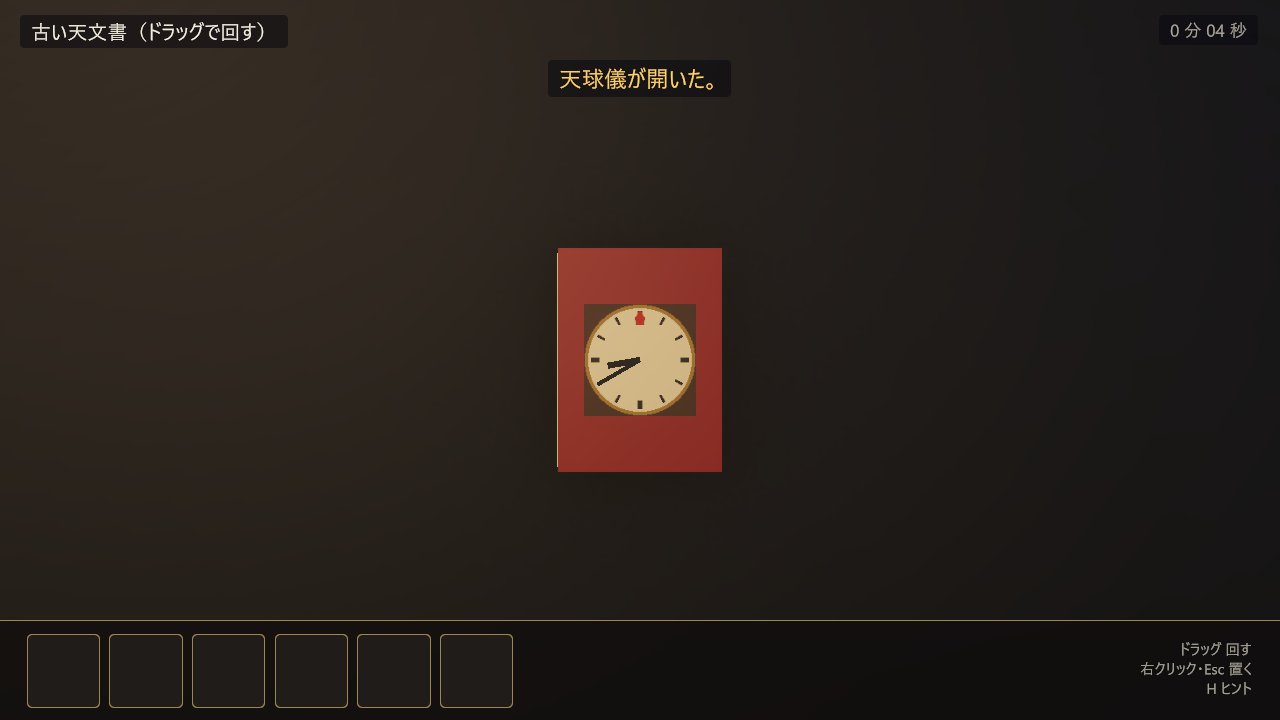 古い天文書（ドラッグで回す）
0 分 04 秒
天球儀が開いた。
ドラッグ 回す
右クリック・Esc 置く
H ヒント